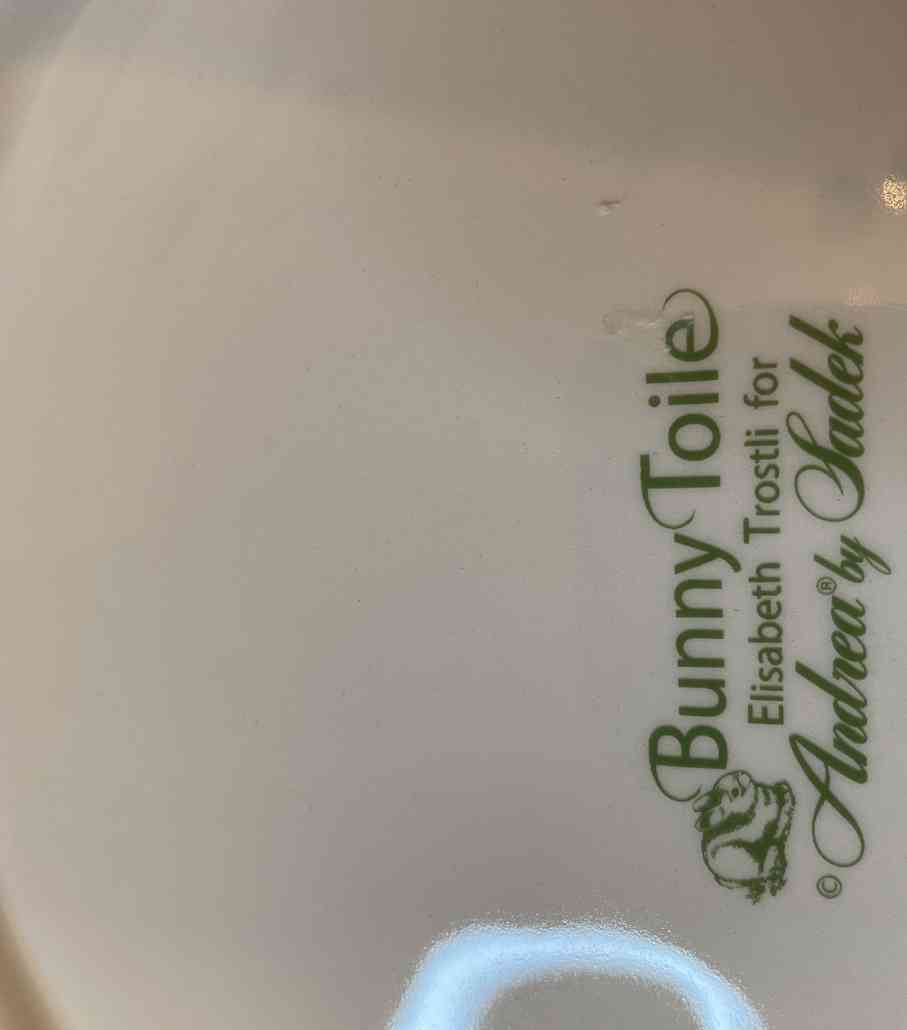 Bunny Toile
Elisabeth Trostli for
© Andrea® by Sadek